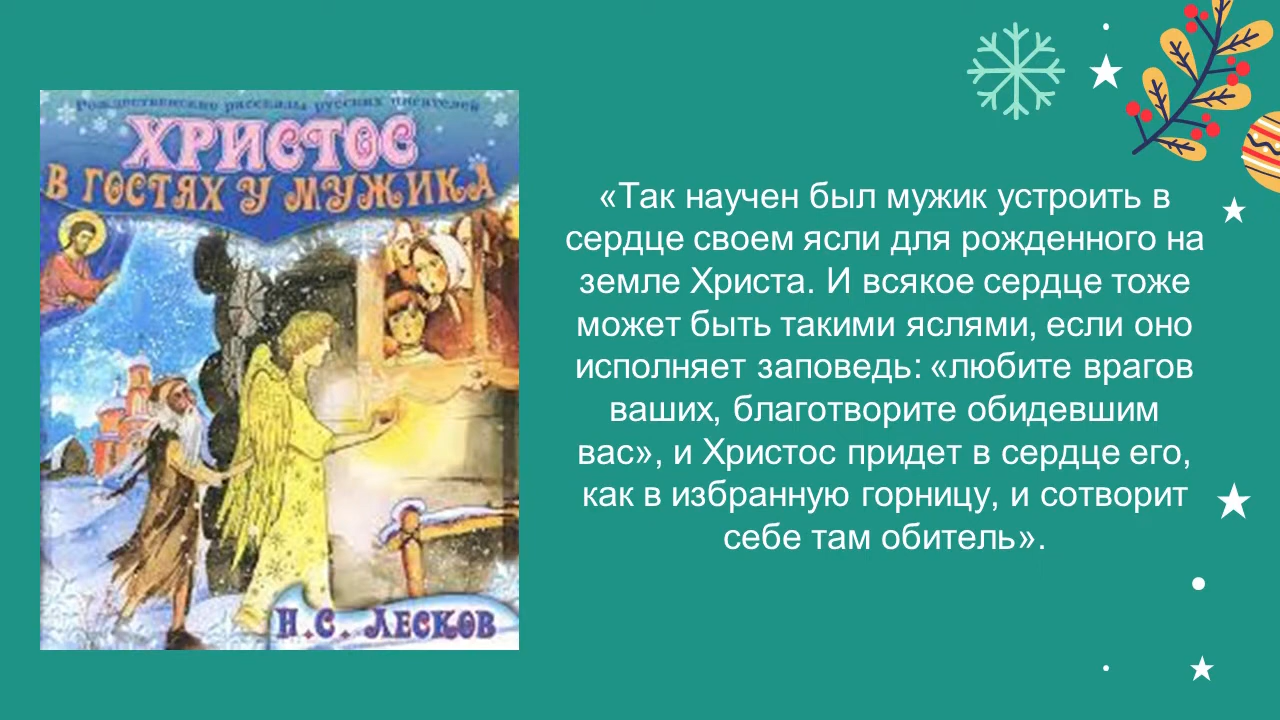 Рождественские рассказы русских писателей
ХРИСТОС
В ГОСТЯХ У МУЖИКА
Н.С. ЛЕСКОВ
«Так научен был мужик устроить в
сердце своем ясли для рожденного на
земле Христа. И всякое сердце тоже
может быть такими яслями, если оно
исполняет заповедь: «любите врагов
ваших, благотворите обидевшим
вас», и Христос придет в сердце его,
как в избранную горницу, и сотворит
себе там обитель».